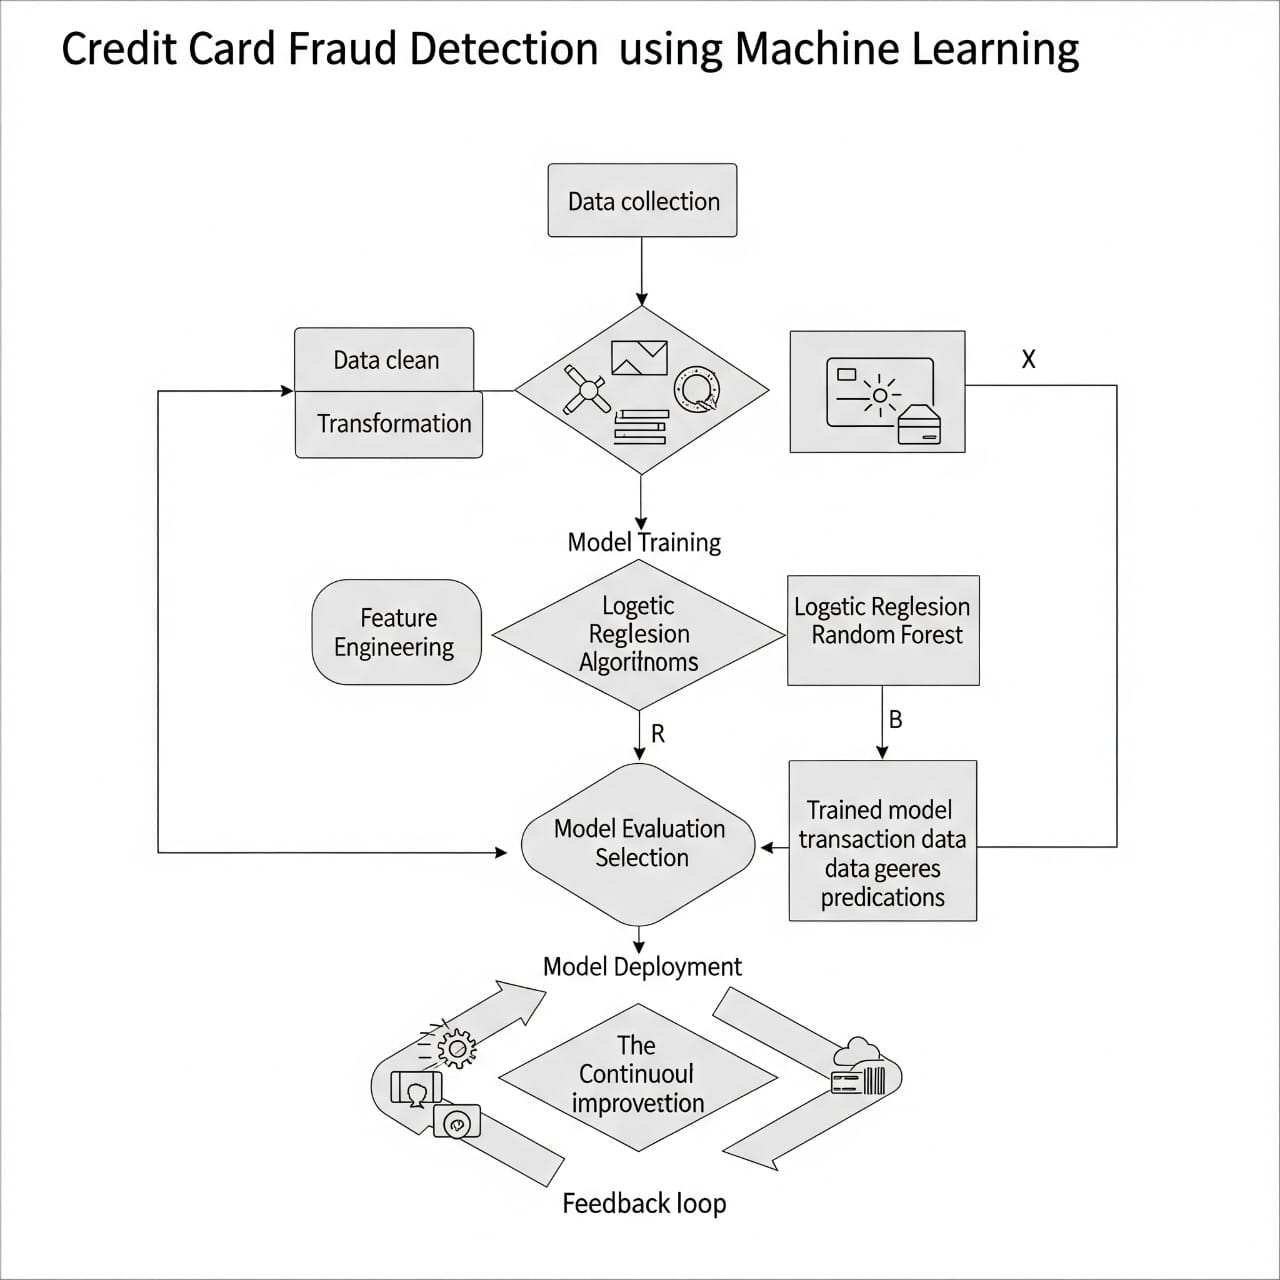 Credit Card Fraud Detection using Machine Learning
Data collection
Data clean
Transformation
X
Model Training
Feature
Engineering
Logetic
Reglesion
Algoritnoms
Logstic Reglesion
Random Forest
R
B
Model Evaluation
Selection
Trained model
transaction data
data geeres
predications
Model Deployment
The
Continuoul
improvetion
Feedback loop